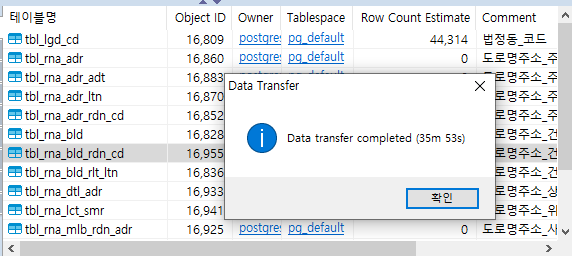 테이블명 Object ID Owner Tablespace Row Count Estimate Comment
tbl_lgd_cd 16,809 postgres pg_default 44,314 법정동_코드
tbl_rna_adr 16,860 postgres pg_default 0 도로명주소_주
tbl_rna_adr_adt 16,883 도로명주소_주
tbl_rna_adr_ltn 16,870 도로명주소_주
tbl_rna_adr_rdn_cd 16,852 도로명주소_주
tbl_rna_bld 16,828 도로명주소_건
tbl_rna_bld_rdn_cd 16,955 도로명주소_건
tbl_rna_bld_rlt_ltn 16,836 도로명주소_건
tbl_rna_dtl_adr 16,933 도로명주소_상
tbl_rna_lct_smr 16,941 도로명주소_위
tbl_rna_mlb_rdn_adr 16,925 postgres pg_default 0 도로명주소_사
Data Transfer
Data transfer completed (35m 53s)
확인